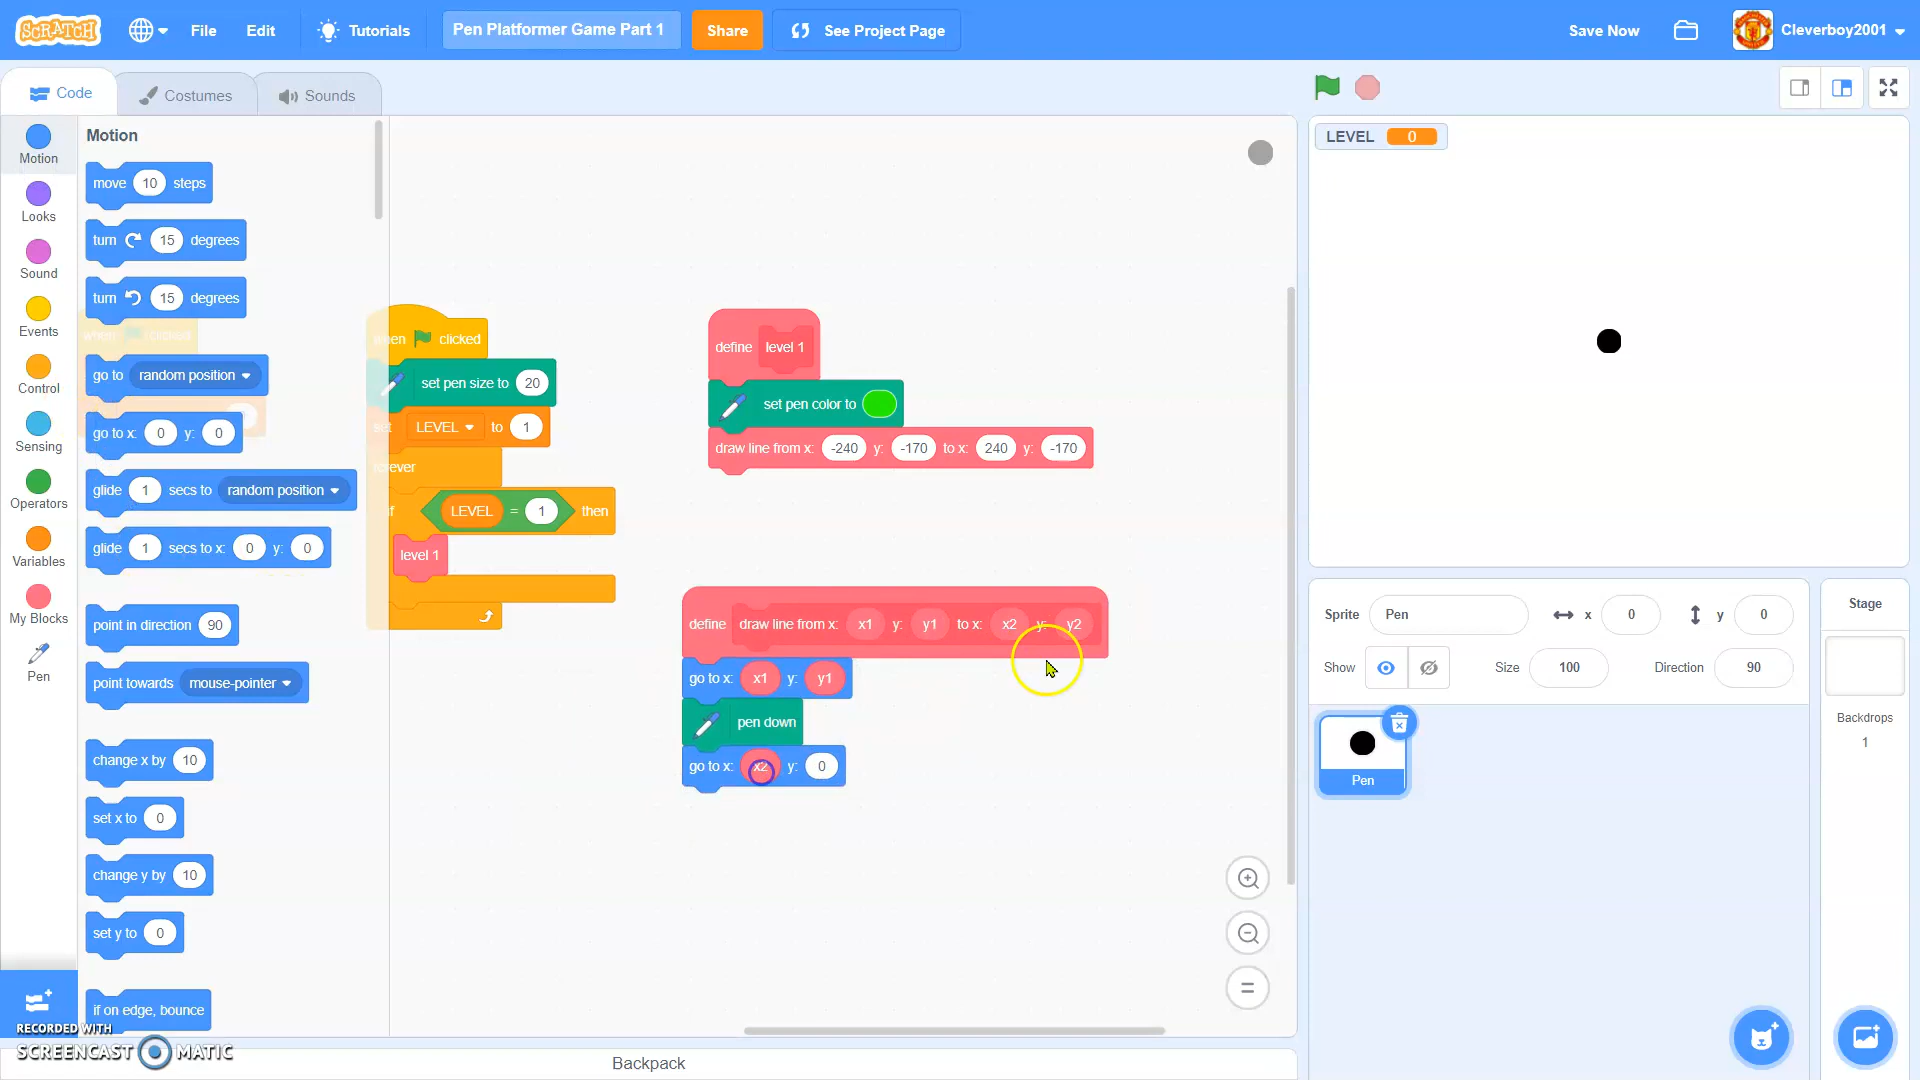 SCRATCH
File
Edit
Tutorials
Pen Platformer Game Part 1
Share
See Project Page
Save Now
Cleverboy2001
Code
Costumes
Sounds
Motion
Looks
Sound
Events
Control
Sensing
Operators
Variables
My Blocks
Pen
Motion
move 10 steps
turn 15 degrees
turn 15 degrees
go to random position
go to x: 0 y: 0
glide 1 secs to random position
glide 1 secs to x: 0 y: 0
point in direction 90
point towards mouse-pointer
change x by 10
set x to 0
change y by 10
set y to 0
if on edge, bounce
when clicked
when clicked
set pen size to 20
set LEVEL to 1
forever
if LEVEL = 1 then
level 1
define level 1
set pen color to
draw line from x: -240 y: -170 to x: 240 y: -170
define draw line from x: x1 y: y1 to x: x2 y: y2
go to x: x1 y: y1
pen down
go to x: x2 y: 0
LEVEL 0
Sprite Pen x 0 y 0
Show Size 100 Direction 90
Pen
Stage
Backdrops
1
Backpack
RECORDED WITH
SCREENCAST MATIC